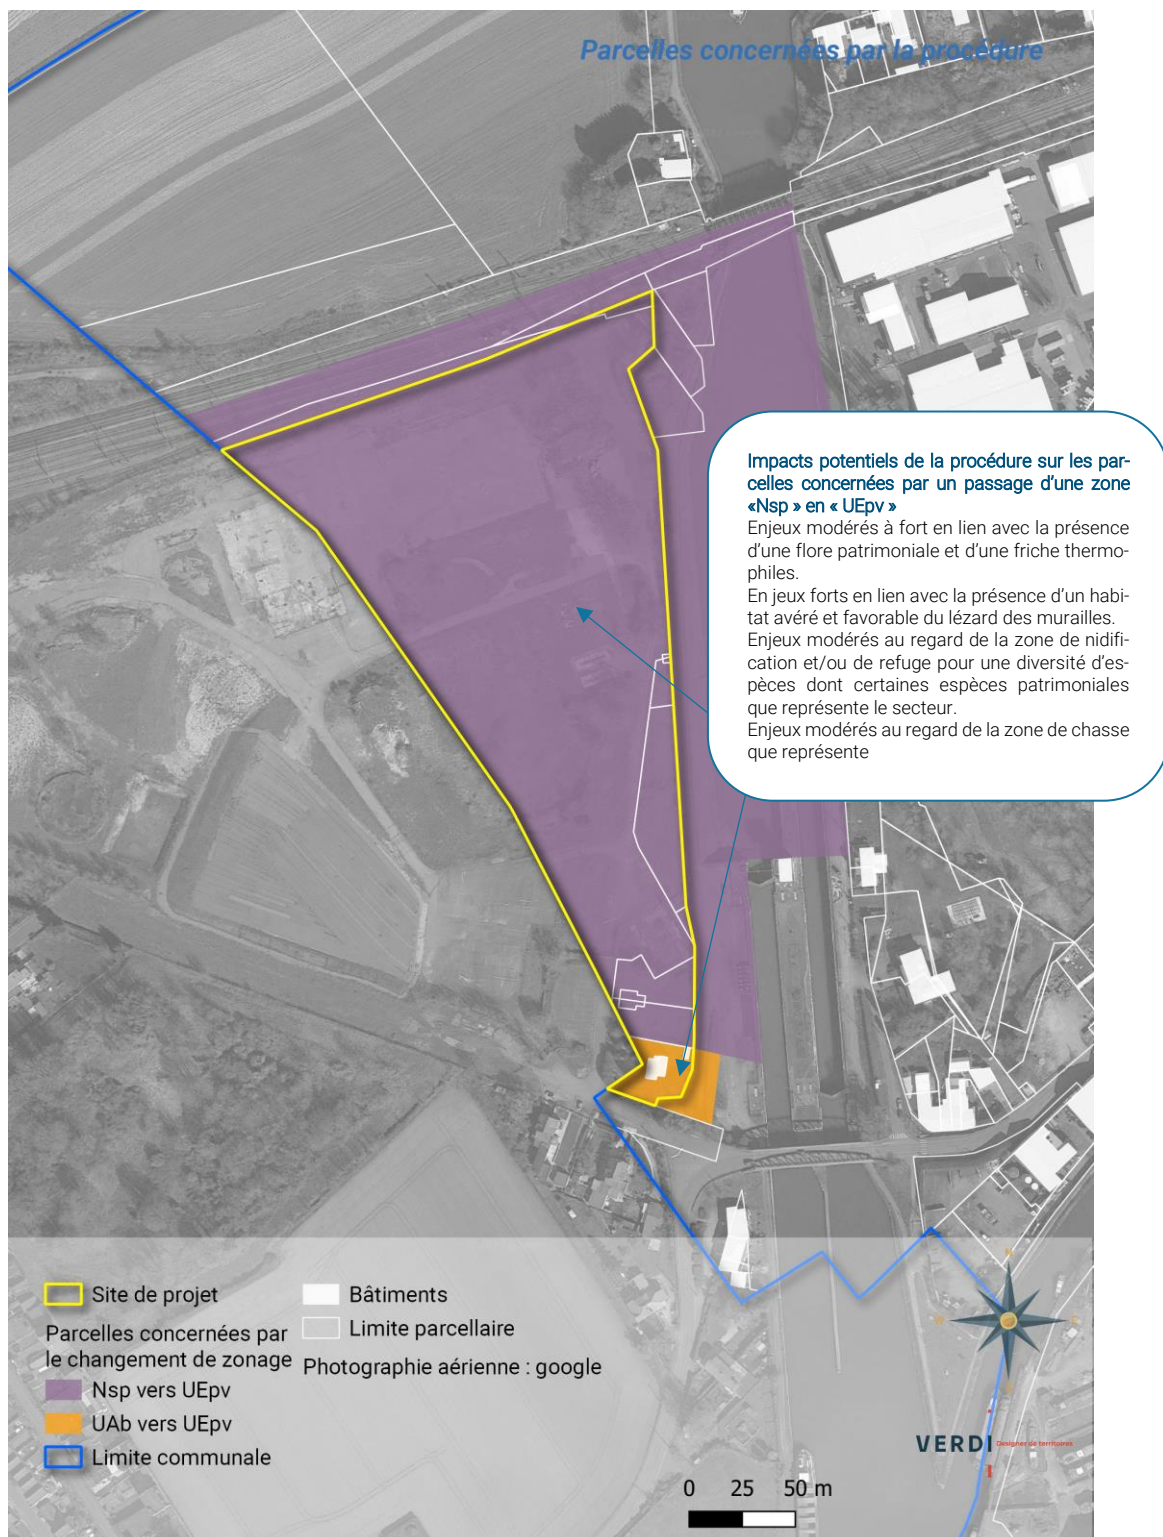 Parcelles concernées par la procédure
Impacts potentiels de la procédure sur les par-
celles concernées par un passage d'une zone
«Nsp » en « UEpv »
Enjeux modérés à fort en lien avec la présence
d'une flore patrimoniale et d'une friche thermo-
philes.
En jeux forts en lien avec la présence d'un habi-
tat avéré et favorable du lézard des murailles.
Enjeux modérés au regard de la zone de nidifi-
cation et/ou de refuge pour une diversité d'es-
pèces dont certaines espèces patrimoniales
que représente le secteur.
Enjeux modérés au regard de la zone de chasse
que représente
Site de projet
Parcelles concernées par
le changement de zonage
Nsp vers UEpv
UAb vers UEpv
Limite communale
Bâtiments
Limite parcellaire
Photographie aérienne : google
N
O
E
S
VERDI Designer de territoires
0 25 50 m